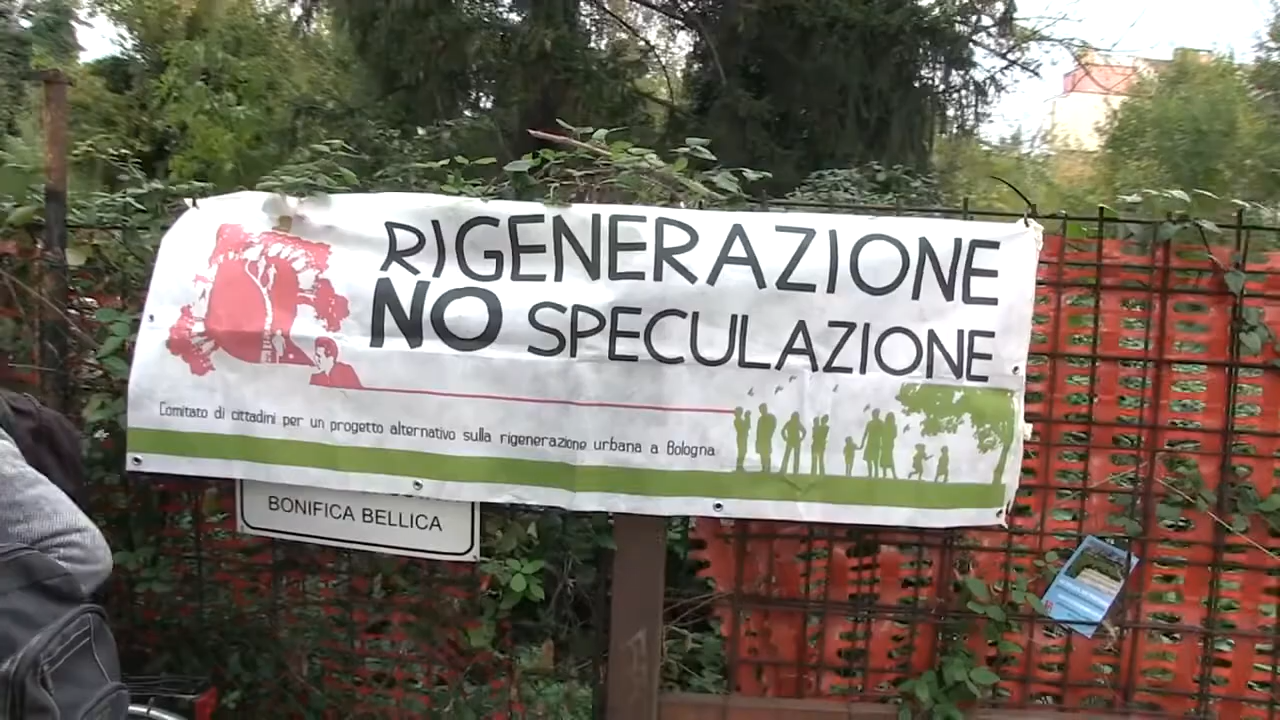 RIGENERAZIONE
NO SPECULAZIONE
Comitato di cittadini per un progetto alternativo sulla rigenerazione urbana a Bologna
BONIFICA BELLICA